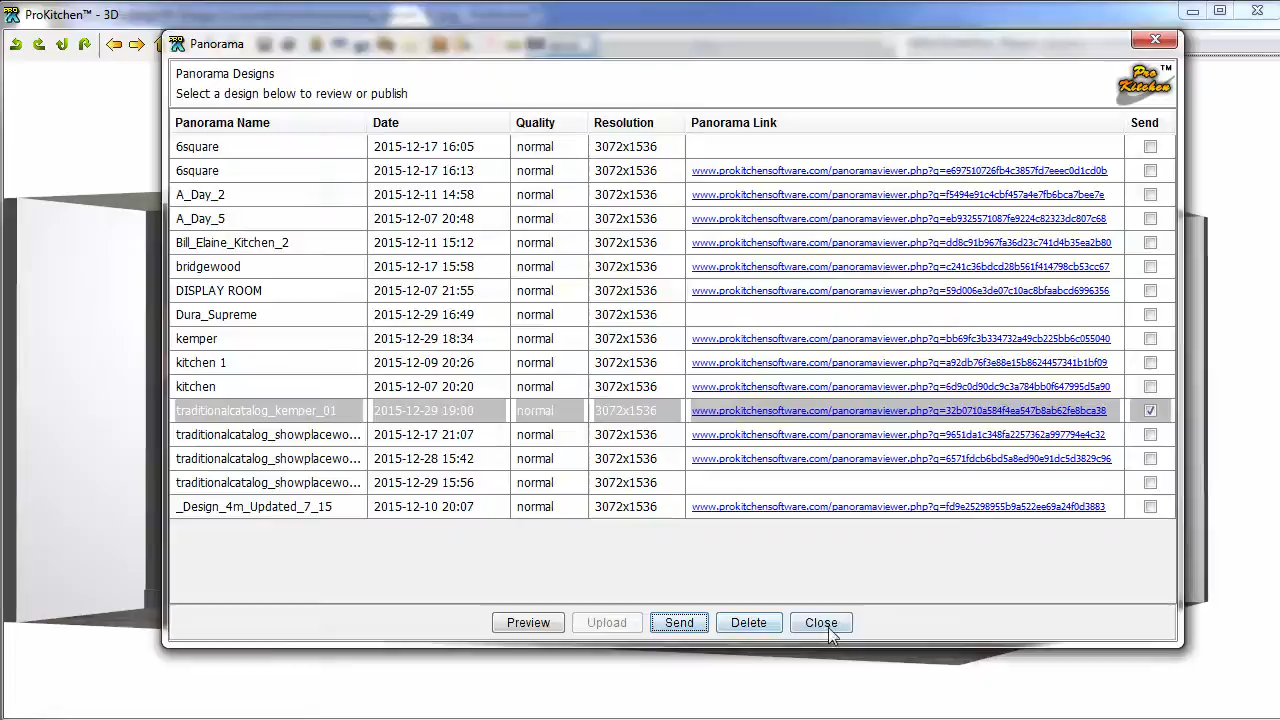 ProKitchen™ - 3D
Panorama
Panorama Designs
Select a design below to review or publish
Pro Kitchen ™
Panorama Name Date Quality Resolution Panorama Link Send
6square 2015-12-17 16:05 normal 3072x1536
6square 2015-12-17 16:13 normal 3072x1536 www.prokitchensoftware.com/panoramaviewer.php?q=e697510726fb4c3857fd7eeec0d1cd0b
A_Day_2 2015-12-11 14:58 normal 3072x1536 www.prokitchensoftware.com/panoramaviewer.php?q=f5494e91c4cbf457a4e7fb6bca7bee7e
A_Day_5 2015-12-07 20:48 normal 3072x1536 www.prokitchensoftware.com/panoramaviewer.php?q=eb9325571087fe9224c82323dc807c68
Bill_Elaine_Kitchen_2 2015-12-11 15:12 normal 3072x1536 www.prokitchensoftware.com/panoramaviewer.php?q=dd8c91b967fa36d23c741d4b35ea2b80
bridgewood 2015-12-17 15:58 normal 3072x1536 www.prokitchensoftware.com/panoramaviewer.php?q=c241c36bdcd28b561f414798cb53cc67
DISPLAY ROOM 2015-12-07 21:55 normal 3072x1536 www.prokitchensoftware.com/panoramaviewer.php?q=59d006e3de07c10ac8bfaabcd6996356
Dura_Supreme 2015-12-29 16:49 normal 3072x1536
kemper 2015-12-29 18:34 normal 3072x1536 www.prokitchensoftware.com/panoramaviewer.php?q=bb69fc3b334732a49cb225bb6c055040
kitchen 1 2015-12-09 20:26 normal 3072x1536 www.prokitchensoftware.com/panoramaviewer.php?q=a92db76f3e88e15b8624457341b1bf09
kitchen 2015-12-07 20:20 normal 3072x1536 www.prokitchensoftware.com/panoramaviewer.php?q=6d9c0d90dc9c3a784bb0f647995d5a90
traditionalcatalog_kemper_01 2015-12-29 19:00 normal 3072x1536 www.prokitchensoftware.com/panoramaviewer.php?q=32b0710a584f4ea547b8ab62fe8bca38
traditionalcatalog_showplacewo... 2015-12-17 21:07 normal 3072x1536 www.prokitchensoftware.com/panoramaviewer.php?q=9651da1c348fa2257362a997794e4c32
traditionalcatalog_showplacewo... 2015-12-28 15:42 normal 3072x1536 www.prokitchensoftware.com/panoramaviewer.php?q=6571fdcb6bd5a8ed90e91dc5d3829c96
traditionalcatalog_showplacewo... 2015-12-29 15:56 normal 3072x1536
_Design_4m_Updated_7_15 2015-12-10 20:07 normal 3072x1536 www.prokitchensoftware.com/panoramaviewer.php?q=fd9e25298955b9a522ee69a24f0d3883
Preview Upload Send Delete Close